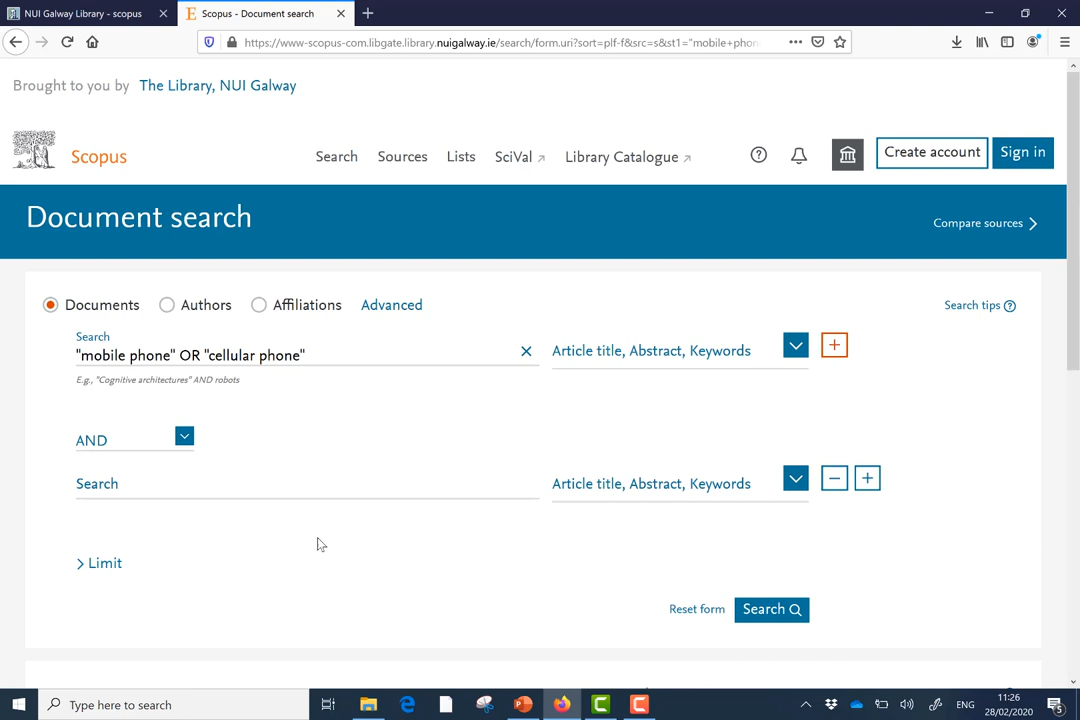 NUI Galway Library - scopus
Scopus - Document search
https://www-scopus-com.libgate.library.nuigalway.ie/search/form.uri?sort=plf-f&src=s&st1="mobile+phon
Brought to you by The Library, NUI Galway
Scopus
Search Sources Lists SciVal Library Catalogue
Create account
Sign in
Document search
Compare sources
Documents Authors Affiliations Advanced
Search tips
Search
"mobile phone" OR "cellular phone"
Article title, Abstract, Keywords
E.g., "Cognitive architectures" AND robots
AND
Search
Article title, Abstract, Keywords
Limit
Reset form
Search
Type here to search
ENG
11:26
28/02/2020
5